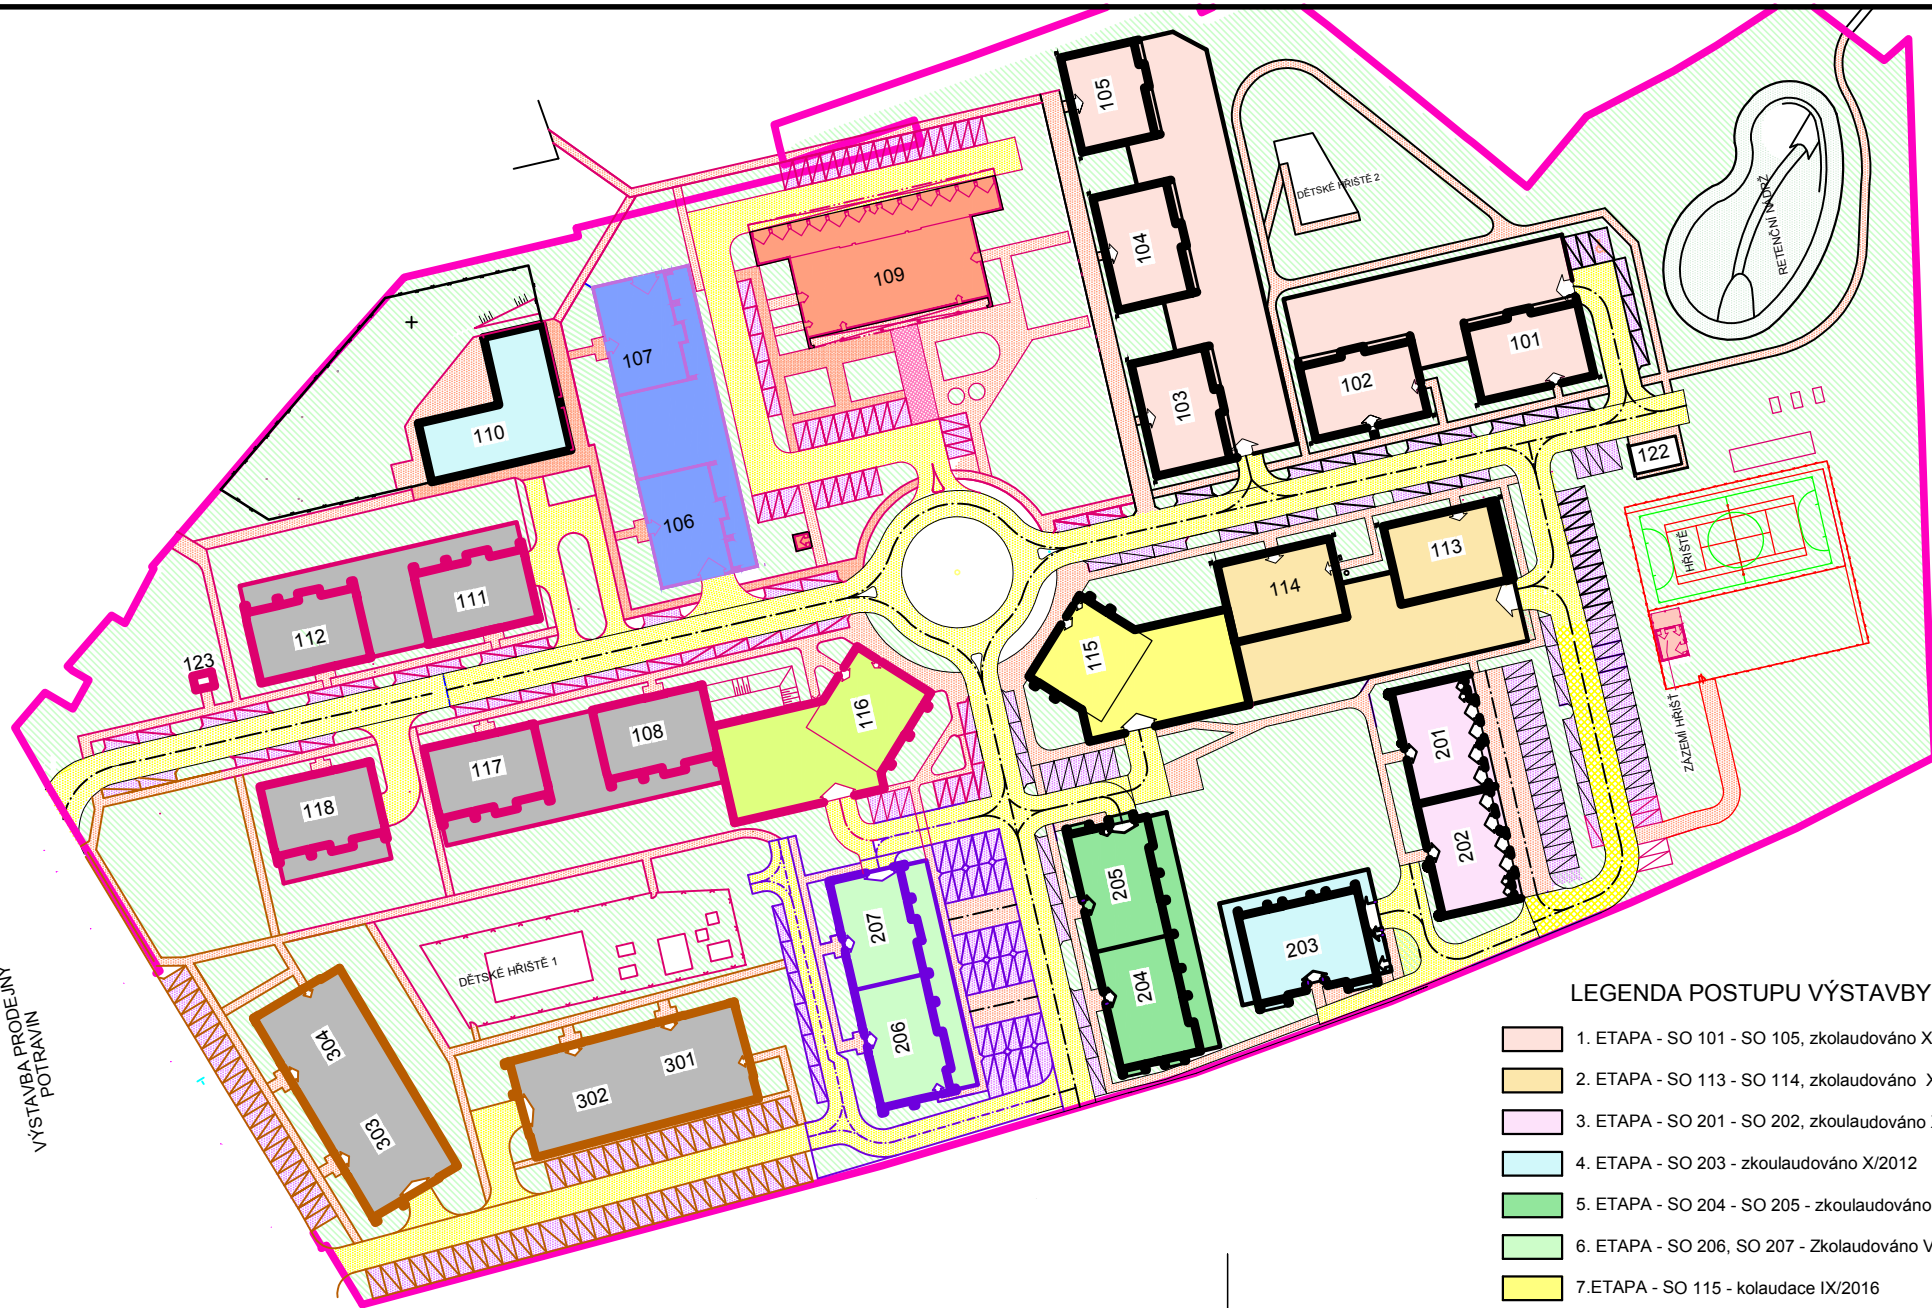 105
DĚTSKÉ HŘIŠTĚ 2
RETENČNÍ NÁDRŽ
104
109
107
101
102
103
110
122
106
113
HŘIŠTĚ
114
111
112
115
123
116
108
201
ZÁZEMÍ HŘIŠŤ
117
118
202
205
207
203
DĚTSKÉ HŘIŠTĚ 1
204
206
304
301
302
303
VÝSTAVBA PRODEJNY
POTRAVIN
LEGENDA POSTUPU VÝSTAVBY
1. ETAPA - SO 101 - SO 105, zkolaudováno X
2. ETAPA - SO 113 - SO 114, zkolaudováno X
3. ETAPA - SO 201 - SO 202, zkoulaudováno
4. ETAPA - SO 203 - zkoulaudováno X/2012
5. ETAPA - SO 204 - SO 205 - zkoulaudováno
6. ETAPA - SO 206, SO 207 - Zkolaudováno V
7.ETAPA - SO 115 - kolaudace IX/2016